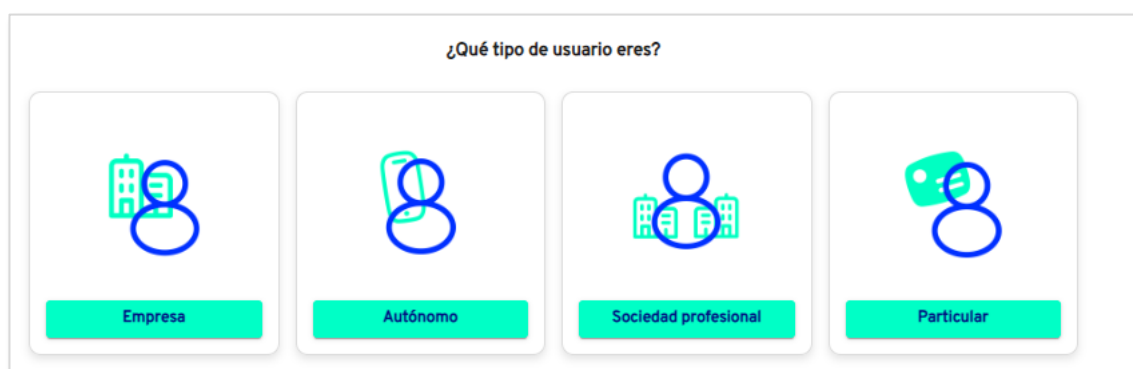 ¿Qué tipo de usuario eres?
Empresa
Autónomo
Sociedad profesional
Particular